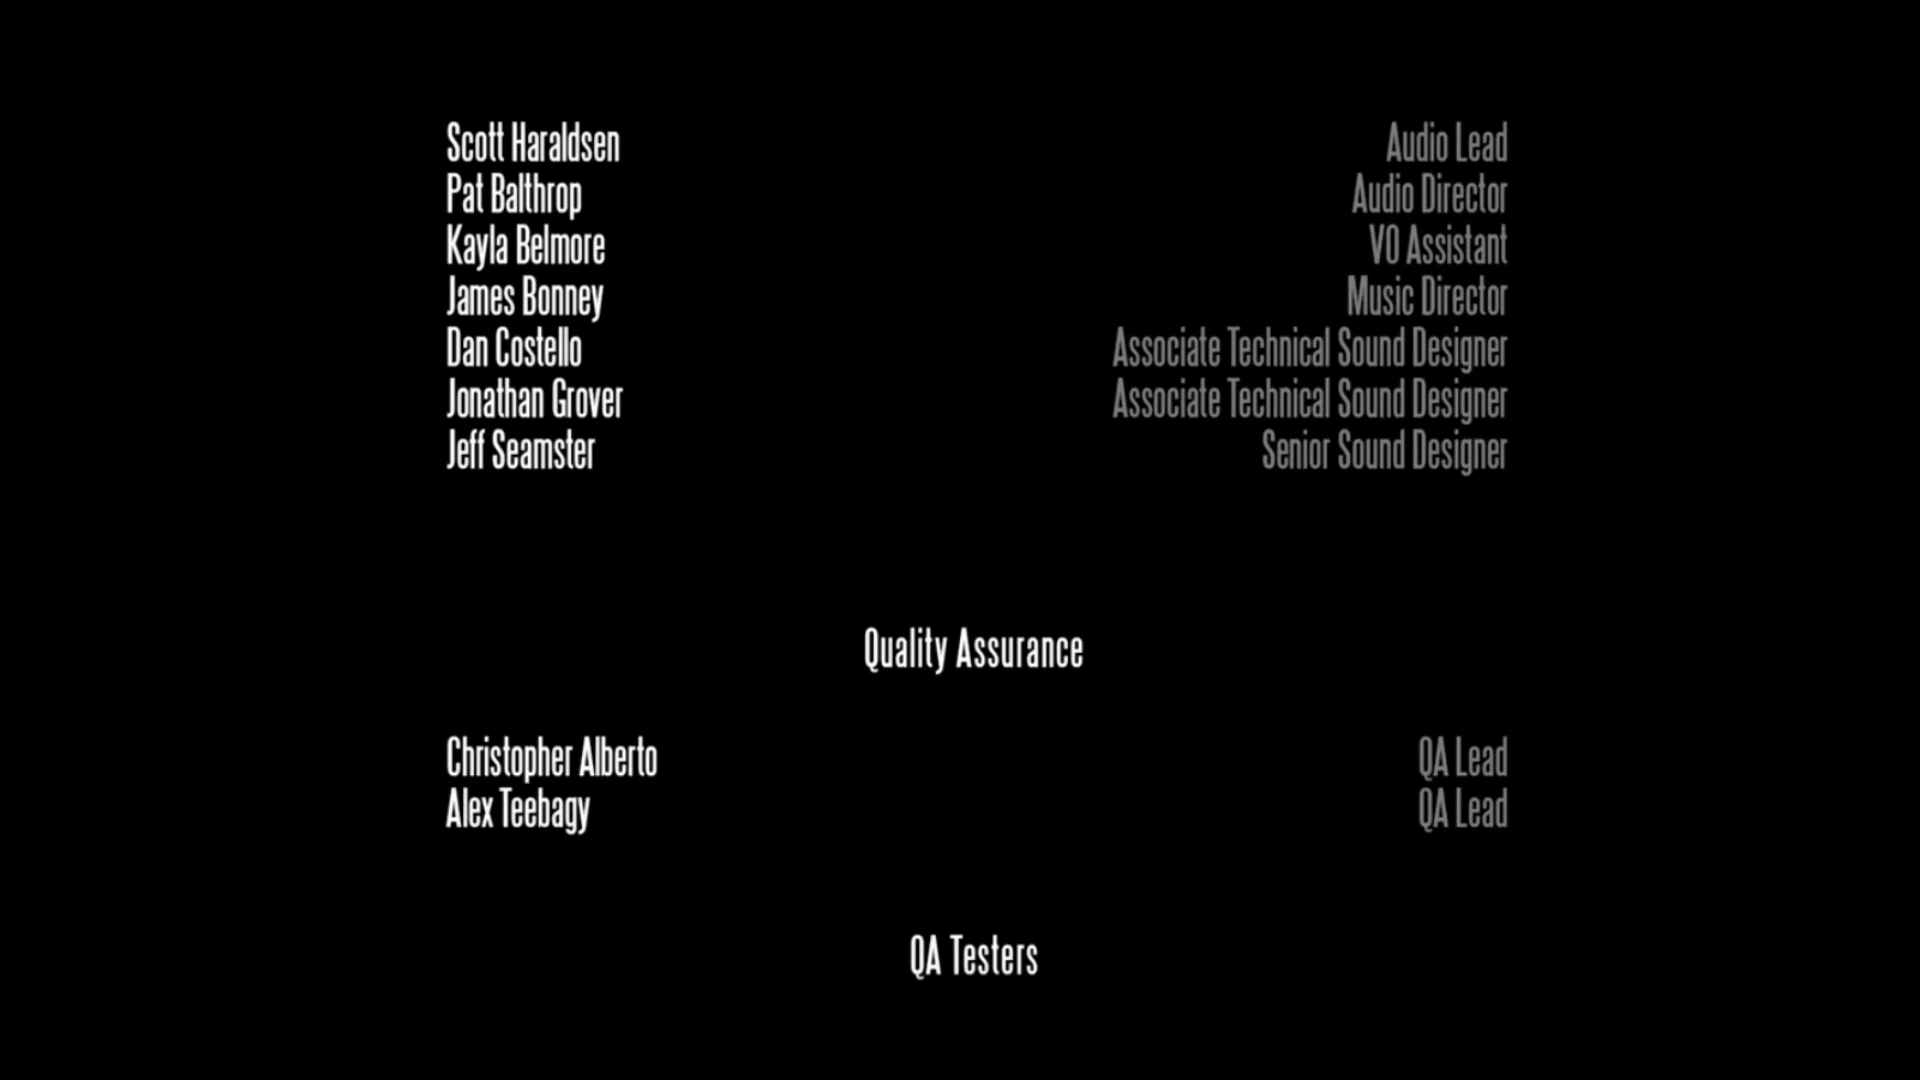 Scott Haraldsen Audio Lead
Pat Balthrop Audio Director
Kayla Belmore VO Assistant
James Bonney Music Director
Dan Costello Associate Technical Sound Designer
Jonathan Grover Associate Technical Sound Designer
Jeff Seamster Senior Sound Designer
Quality Assurance
Christopher Alberto QA Lead
Alex Teebagy QA Lead
QA Testers